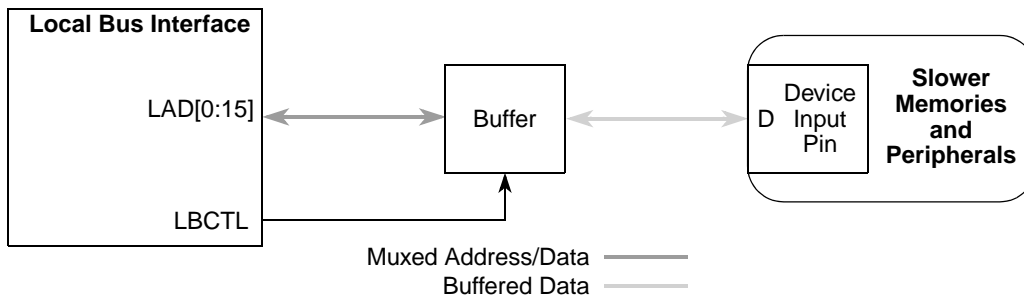 Local Bus Interface
LAD[0:15]
LBCTL
Buffer
D
Device
Input
Pin
Slower
Memories
and
Peripherals
Muxed Address/Data
Buffered Data